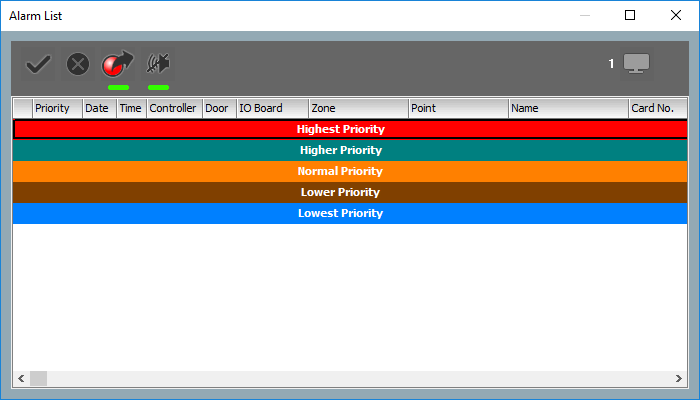 Alarm List
1
Priority Date Time Controller Door IO Board Zone Point Name Card No.
Highest Priority
Higher Priority
Normal Priority
Lower Priority
Lowest Priority